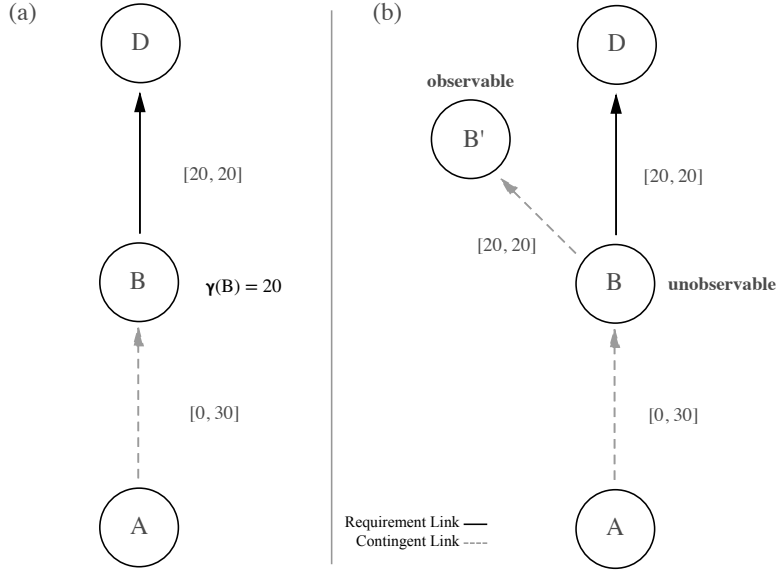 (a)
D
[20, 20]
B
γ(B) = 20
[0, 30]
A
(b)
D
observable
B'
[20, 20]
[20, 20]
B
unobservable
[0, 30]
A
Requirement Link
Contingent Link